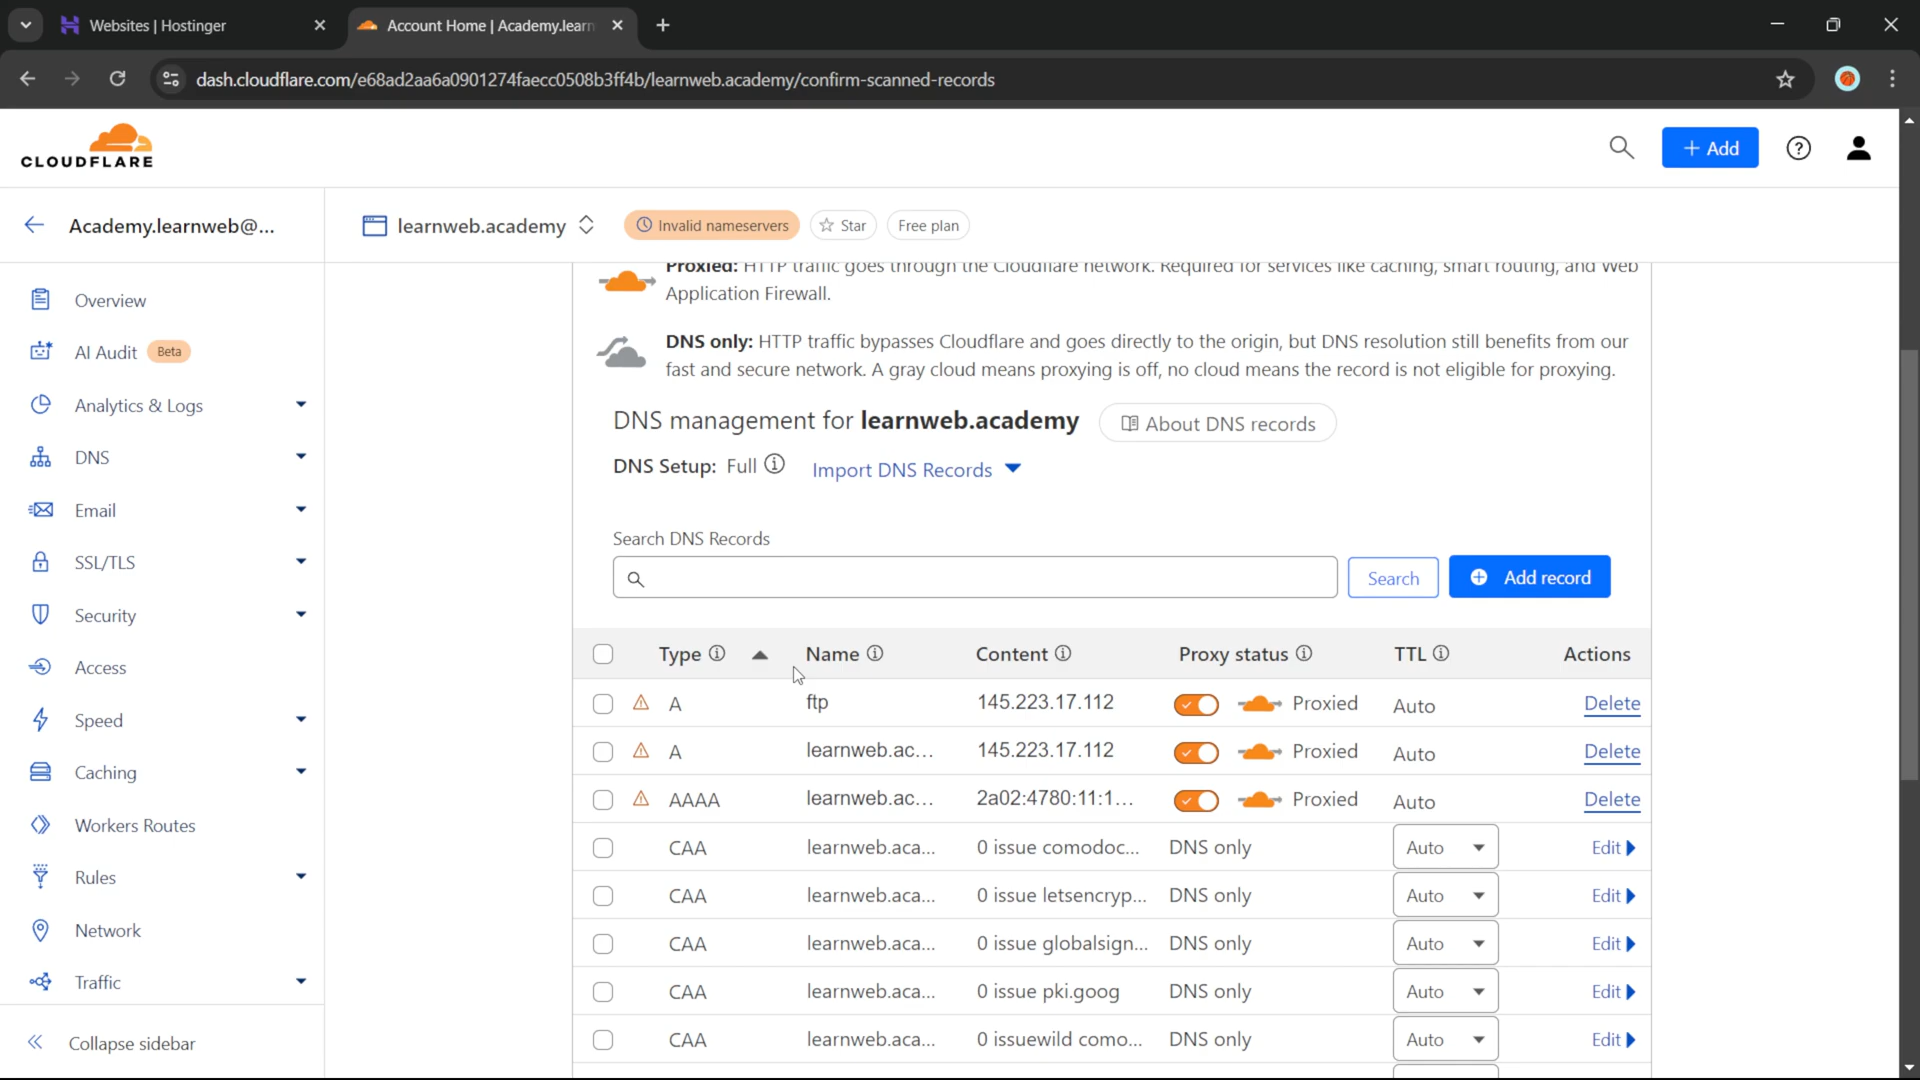 Websites | Hostinger
Account Home | Academy.learn
dash.cloudflare.com/e68ad2aa6a0901274faecc0508b3ff4b/learnweb.academy/confirm-scanned-records
CLOUDFLARE
Add
Academy.learnweb@...
learnweb.academy
Invalid nameservers
Star
Free plan
Overview
AI Audit Beta
Analytics & Logs
DNS
Email
SSL/TLS
Security
Access
Speed
Caching
Workers Routes
Rules
Network
Traffic
Collapse sidebar
Proxied: HTTP traffic goes through the Cloudflare network. Required for services like caching, smart routing, and Web
Application Firewall.
DNS only: HTTP traffic bypasses Cloudflare and goes directly to the origin, but DNS resolution still benefits from our
fast and secure network. A gray cloud means proxying is off, no cloud means the record is not eligible for proxying.
DNS management for learnweb.academy
About DNS records
DNS Setup: Full
Import DNS Records
Search DNS Records
Search
Add record
Type Name Content Proxy status TTL Actions
A ftp 145.223.17.112 Proxied Auto Delete
A learnweb.ac... 145.223.17.112 Proxied Auto Delete
AAAA learnweb.ac... 2a02:4780:11:1... Proxied Auto Delete
CAA learnweb.aca... 0 issue comodoc... DNS only Auto Edit
CAA learnweb.aca... 0 issue letsencryp... DNS only Auto Edit
CAA learnweb.aca... 0 issue globalsign... DNS only Auto Edit
CAA learnweb.aca... 0 issue pki.goog DNS only Auto Edit
CAA learnweb.aca... 0 issuewild como... DNS only Auto Edit